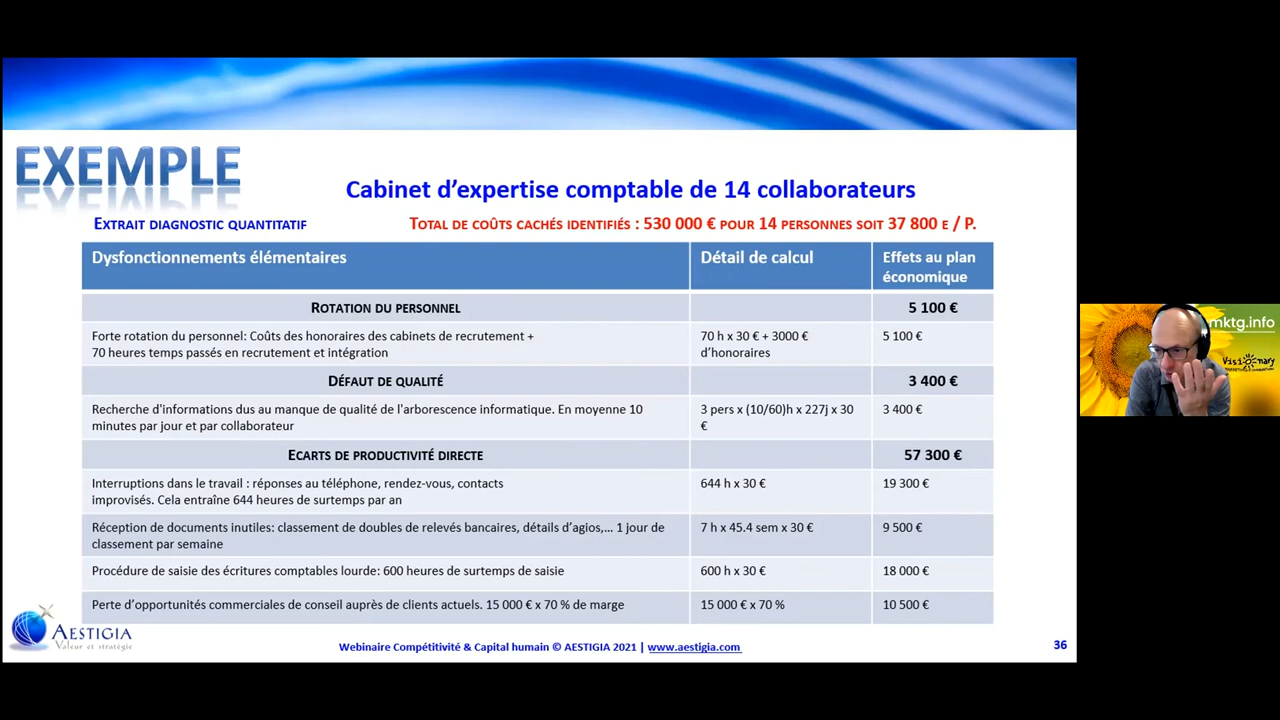 EXEMPLE
Cabinet d’expertise comptable de 14 collaborateurs
EXTRAIT DIAGNOSTIC QUANTITATIF
TOTAL DE COÛTS CACHÉS IDENTIFIÉS : 530 000 € POUR 14 PERSONNES SOIT 37 800 E / P.
Dysfonctionnements élémentaires
Détail de calcul
Effets au plan
économique
ROTATION DU PERSONNEL
5 100 €
Forte rotation du personnel: Coûts des honoraires des cabinets de recrutement +
70 heures temps passés en recrutement et intégration
70 h x 30 € + 3000 €
d’honoraires
5 100 €
DÉFAUT DE QUALITÉ
3 400 €
Recherche d'informations dus au manque de qualité de l'arborescence informatique. En moyenne 10
minutes par jour et par collaborateur
3 pers x (10/60)h x 227j x 30
€
3 400 €
ECARTS DE PRODUCTIVITÉ DIRECTE
57 300 €
Interruptions dans le travail : réponses au téléphone, rendez-vous, contacts
improvisés. Cela entraîne 644 heures de surtemps par an
644 h x 30 €
19 300 €
Réception de documents inutiles: classement de doubles de relevés bancaires, détails d’agios,... 1 jour de
classement par semaine
7 h x 45.4 sem x 30 €
9 500 €
Procédure de saisie des écritures comptables lourde: 600 heures de surtemps de saisie
600 h x 30 €
18 000 €
Perte d’opportunités commerciales de conseil auprès de clients actuels. 15 000 € x 70 % de marge
15 000 € x 70 %
10 500 €
AESTIGIA
Valeur et stratégie
Webinaire Compétitivité & Capital humain © AESTIGIA 2021 | www.aestigia.com
36
mktg.info
Visionary